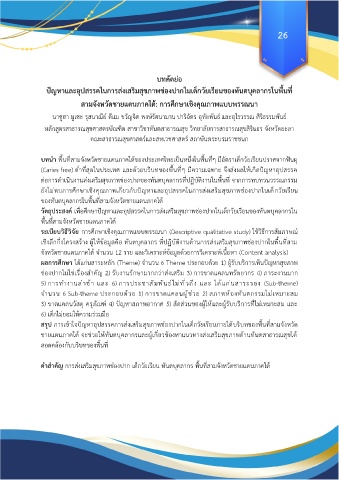 26
บทคัดย่อ
ปัญหาและอุปสรรคในการส่งเสริมสุขภาพช่องปากในเด็กวัยเรียนของทันตบุคลากรในพื้นที่
สามจังหวัดชายแดนภาคใต้: การศึกษาเชิงคุณภาพแบบพรรณนา
หลักสูตรสาธารณสุขศาสตรบัณฑิต สาขาวิชาทันตสาธารณสุข วิทยาลัยการสาธารณสุขสิรินธร จังหวัดยะลา
คณะสาธารณสุขศาสตร์และสหเวชศาสตร์ สถาบันพระบรมราชชนก
บทนำ พื้นที่สามจังหวัดชายแดนภาคใต้ของประเทศไทยเป็นหนึ่งในพื้นที่ๆ มีอัตราเด็กวัยเรียนปราศจากฟันผุ
(Caries free) ต่ำที่สุดในประเทศ และด้วยบริบทของพื้นที่ๆ มีความเฉพาะ จึงส่งผลให้เกิดปัญหาอุปสรรค
ต่อการดำเนินงานส่งเสริมสุขภาพช่องปากของทันตบุคลากรที่ปฏิบัติงานในพื้นที่ จากการทบทวนวรรณกรรม
ยังไม่พบการศึกษาเชิงคุณภาพเกี่ยวกับปัญหาและอุปสรรคในการส่งเสริมสุขภาพช่องปากในเด็กวัยเรียน
ของทันตบุคลากรในพื้นที่สามจังหวัดชายแดนภาคใต้
วัตถุประสงค์ เพื่อศึกษาปัญหาและอุปสรรคในการส่งเสริมสุขภาพช่องปากเด็กวัยเรียนของทันตบุคลากรใน
พื้นที่สามจังหวัดชายแดนภาคใต้
ระเบียบวิธีวิจัย การศึกษาเชิงคุณภาพแบบพรรณนา (Descriptive qualitative study) ใช้วิธีการสัมภาษณ์
เชิงลึกกึ่งโครงสร้าง ผู้ให้ข้อมูลคือ ทันตบุคลากร ที่ปฏิบัติงานด้านการส่งเสริมสุขภาพช่องปากในพื้นที่สาม
จังหวัดชายแดนภาคใต้ จำนวน 12 ราย และวิเคราะห์ข้อมูลด้วยการวิเคราะห์เนื้อหา (Content analysis)
ผลการศึกษา ได้แก่นสาระหลัก (Theme) จำนวน 6 Theme ประกอบด้วย 1) ผู้รับบริการเห็นปัญหาสุขภาพ
ช่องปากไม่ใช่เรื่องสำคัญ 2) รับงานรักษามากกว่าส่งเสริม 3) การขาดแคลนทรัพยากร 4) ภาระงานมาก
5) การทำงานล่าช้า และ 6) การประชาสัมพันธ์ไม่ทั่วถึง และ ได้แก่นสาระรอง (Sub-theme)
จำนวน 6 Sub-theme ประกอบด้วย 1) การขาดแคลนผู้ช่วย 2) สภาพห้องทันตกรรมไม่เหมาะสม
3) ขาดแคลนวัสดุ ครุภัณฑ์ 4) ปัญหาสภาพอากาศ 5) สัดส่วนของผู้ให้และผู้รับบริการที่ไม่เหมาะสม และ
6) เด็กไม่ยอมให้ความร่วมมือ
สรุป การเข้าใจปัญหาอุปสรรคการส่งเสริมสุขภาพช่องปากในเด็กวัยเรียนภายใต้บริบทของพื้นที่สามจังหวัด
ชายแดนภาคใต้ จะช่วยให้ทันตบุคลากรและผู้เกี่ยวข้องหาแนวทางส่งเสริมสุขภาพด้านทันตสาธารณสุขได้
สอดคล้องกับบริบทของพื้นที่
คำสำคัญ การส่งเสริมสุขภาพช่องปาก เด็กวัยเรียน ทันตบุคลากร พื้นที่สามจังหวัดชายแดนภาคใต้